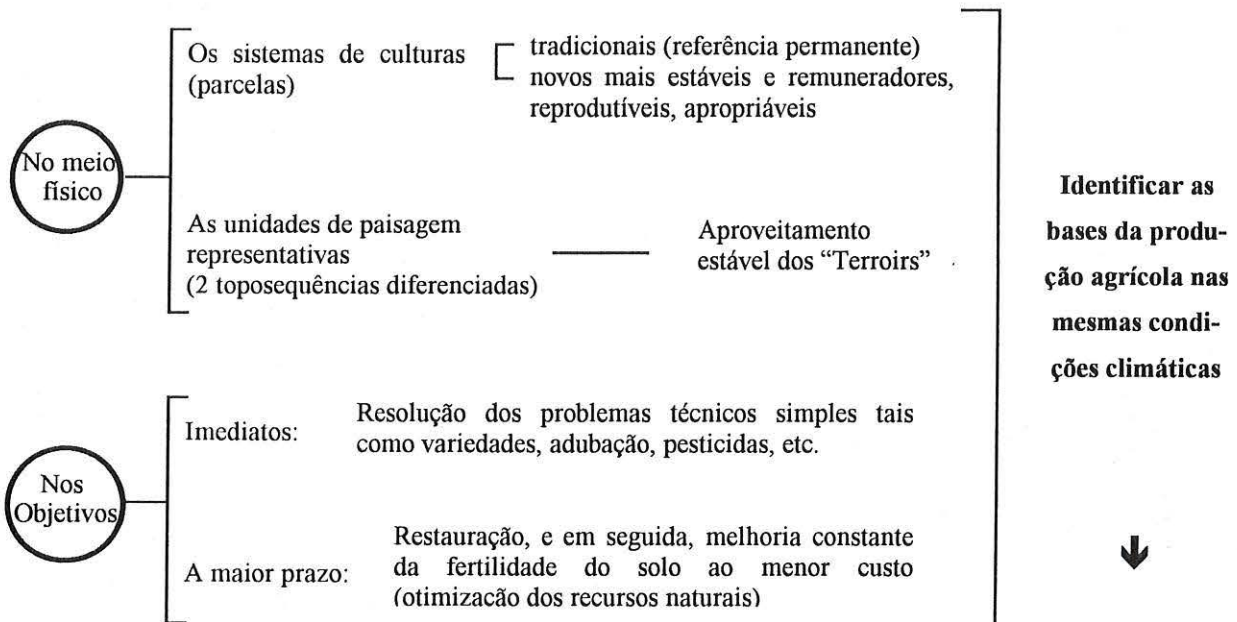 Os sistemas de culturas
(parcelas)
tradicionais (referência permanente)
novos mais estáveis e remuneradores,
reprodutíveis, apropriáveis
No meio
físico
As unidades de paisagem
representativas
(2 toposequências diferenciadas)
Aproveitamento
estável dos “Terroirs”
Imediatos:
Resolução dos problemas técnicos simples tais
como variedades, adubação, pesticidas, etc.
Nos
Objetivos
A maior prazo:
Restauração, e em seguida, melhoria constante
da fertilidade do solo ao menor custo
(otimização dos recursos naturais)
Identificar as
bases da produ-
ção agrícola nas
mesmas condi-
ções climáticas